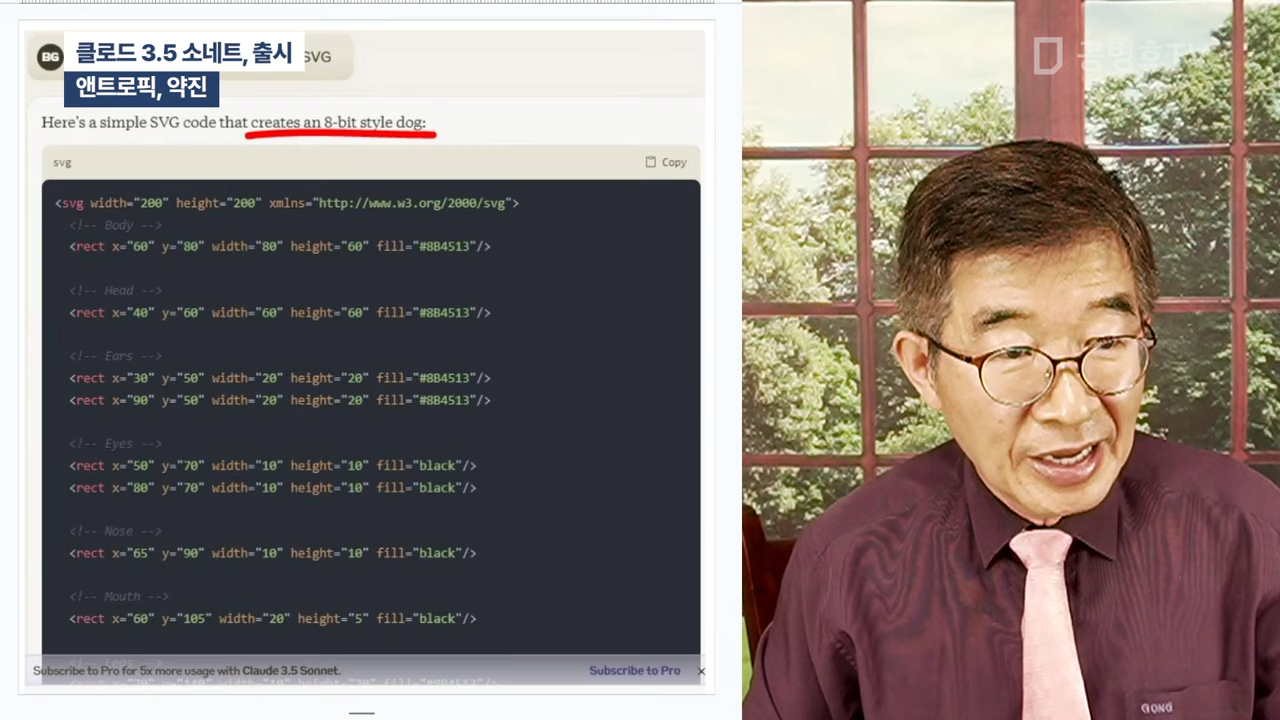 클로드 3.5 소네트, 출시
앤트로픽, 약진
BG
SVG
Here's a simple SVG code that creates an 8-bit style dog:
svg
Copy
<svg width="200" height="200" xmlns="http://www.w3.org/2000/svg">
<!-- Body -->
<rect x="60" y="80" width="80" height="60" fill="#8B4513"/>
<!-- Head -->
<rect x="40" y="60" width="60" height="60" fill="#8B4513"/>
<!-- Ears -->
<rect x="30" y="50" width="20" height="20" fill="#8B4513"/>
<rect x="90" y="50" width="20" height="20" fill="#8B4513"/>
<!-- Eyes -->
<rect x="50" y="70" width="10" height="10" fill="black"/>
<rect x="80" y="70" width="10" height="10" fill="black"/>
<!-- Nose -->
<rect x="65" y="90" width="10" height="10" fill="black"/>
<!-- Mouth -->
<rect x="60" y="105" width="20" height="5" fill="black"/>
Subscribe to Pro for 5x more usage with Claude 3.5 Sonnet.
Subscribe to Pro
GONG